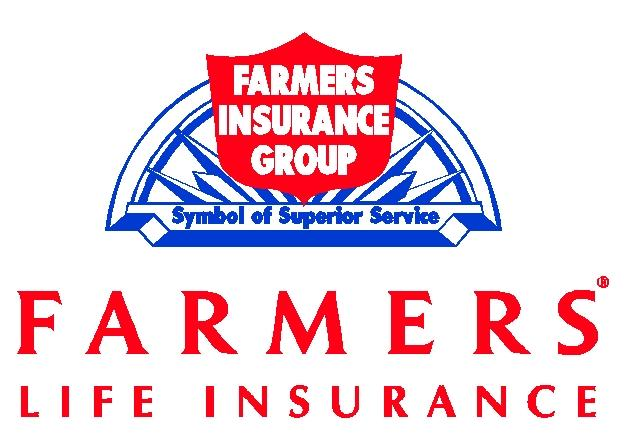 FARMERS
INSURANCE
GROUP
Symbol of Superior Service
FARMERS®
LIFE INSURANCE